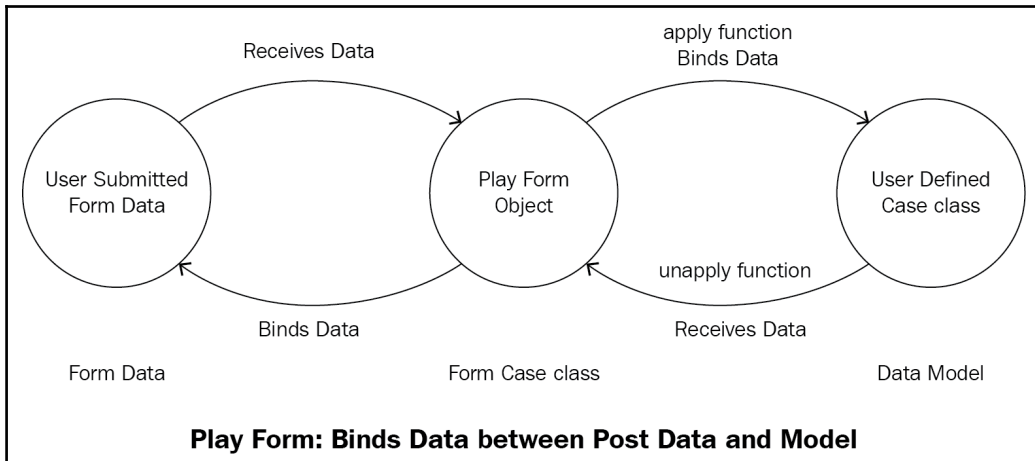 Receives Data
apply function
Binds Data
User Submitted
Form Data
Play Form
Object
User Defined
Case class
unapply function
Binds Data
Receives Data
Form Data
Form Case class
Data Model
Play Form: Binds Data between Post Data and Model